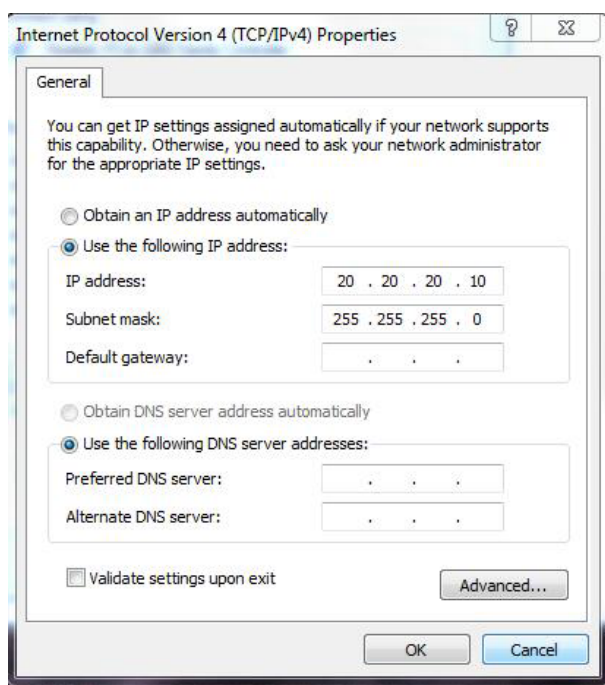 Internet Protocol Version 4 (TCP/IPv4) Properties
General
You can get IP settings assigned automatically if your network supports
this capability. Otherwise, you need to ask your network administrator
for the appropriate IP settings.
Obtain an IP address automatically
Use the following IP address:
IP address: 20 . 20 . 20 . 10
Subnet mask: 255 . 255 . 255 . 0
Default gateway: . . .
Obtain DNS server address automatically
Use the following DNS server addresses:
Preferred DNS server: . . .
Alternate DNS server: . . .
Validate settings upon exit
Advanced...
OK Cancel